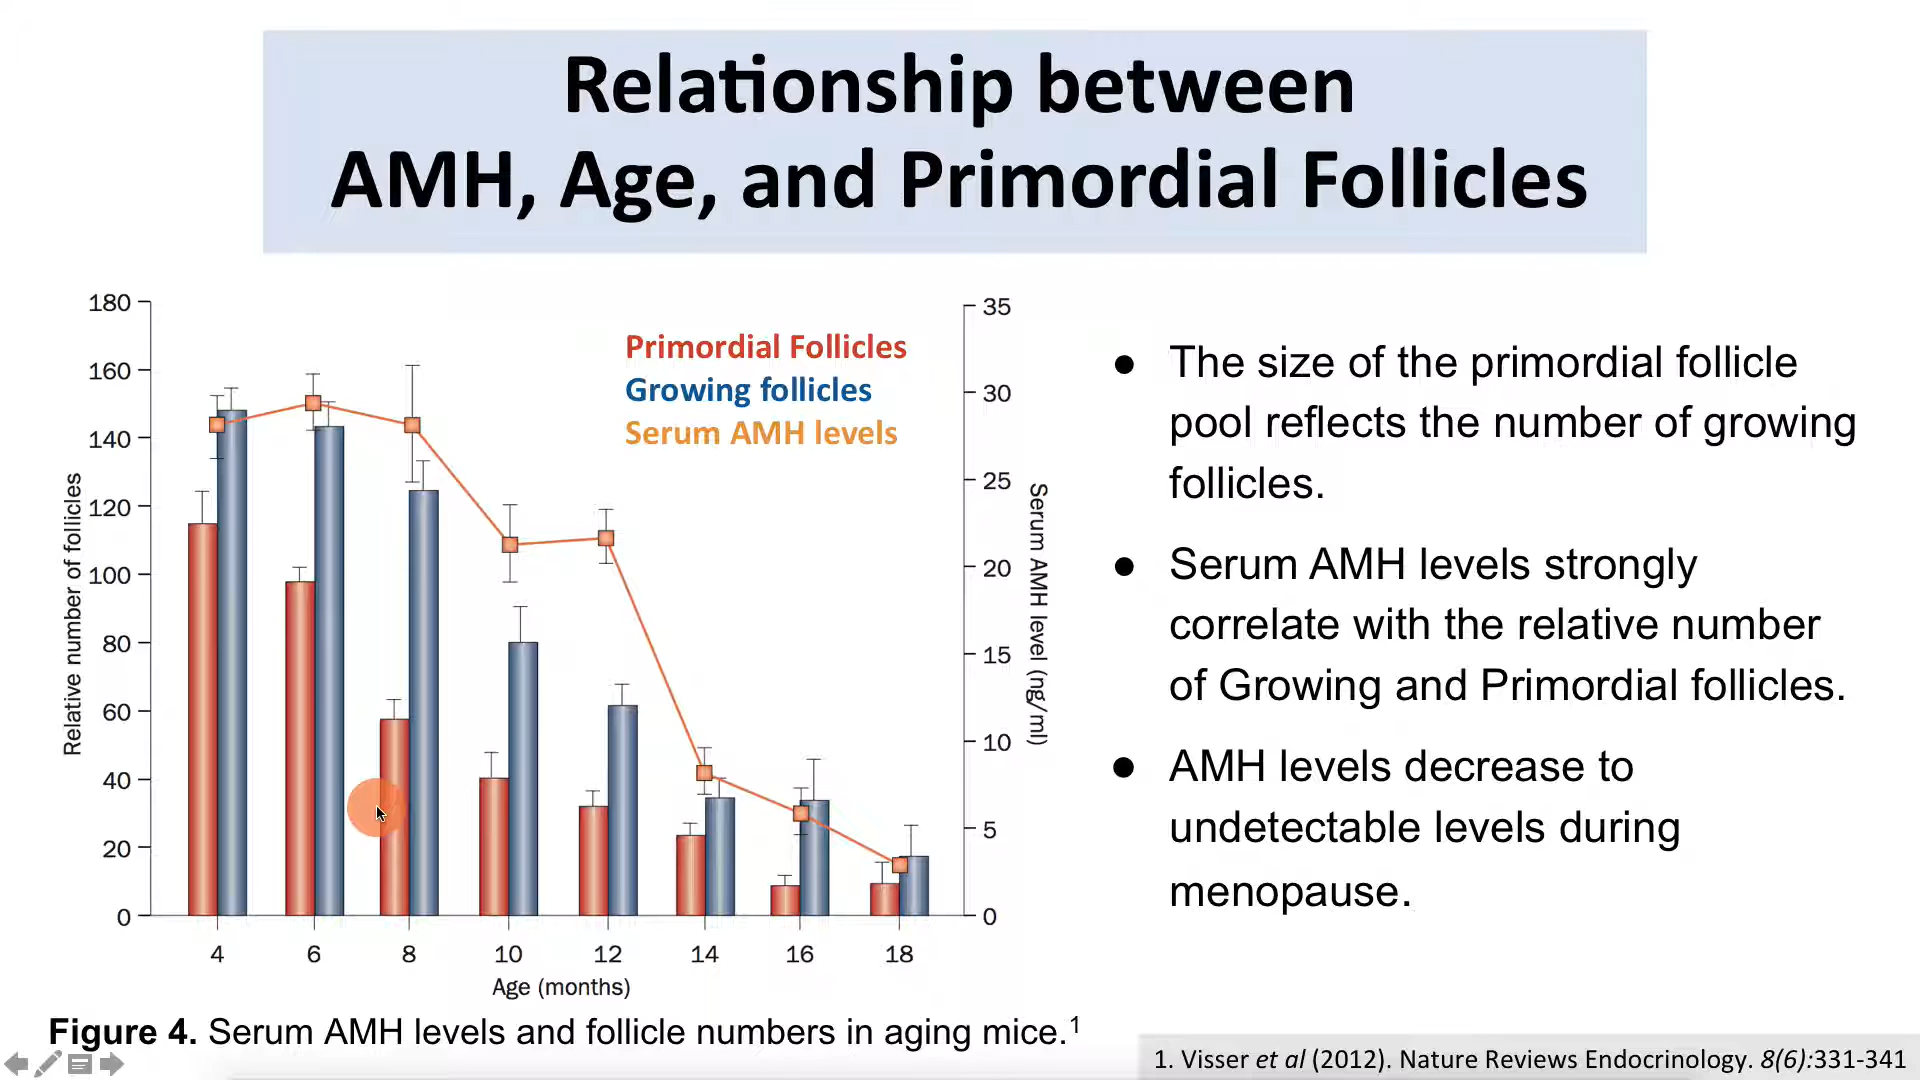 Relationship between
AMH, Age, and Primordial Follicles
180
160
140
120
100
80
60
40
20
0
Relative number of follicles
Primordial Follicles
Growing follicles
Serum AMH levels
35
30
25
20
15
10
5
0
Serum AMH level (ng/ml)
4 6 8 10 12 14 16 18
Age (months)
Figure 4. Serum AMH levels and follicle numbers in aging mice.1
● The size of the primordial follicle
pool reflects the number of growing
follicles.
● Serum AMH levels strongly
correlate with the relative number
of Growing and Primordial follicles.
● AMH levels decrease to
undetectable levels during
menopause.
1. Visser et al (2012). Nature Reviews Endocrinology. 8(6):331-341